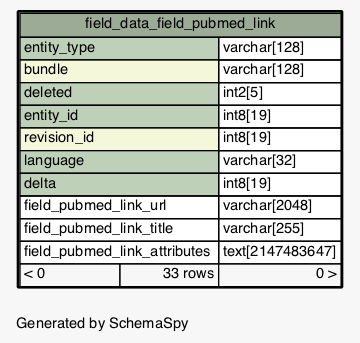 field_data_field_pubmed_link
entity_type varchar[128]
bundle varchar[128]
deleted int2[5]
entity_id int8[19]
revision_id int8[19]
language varchar[32]
delta int8[19]
field_pubmed_link_url varchar[2048]
field_pubmed_link_title varchar[255]
field_pubmed_link_attributes text[2147483647]
< 0 33 rows 0 >
Generated by SchemaSpy